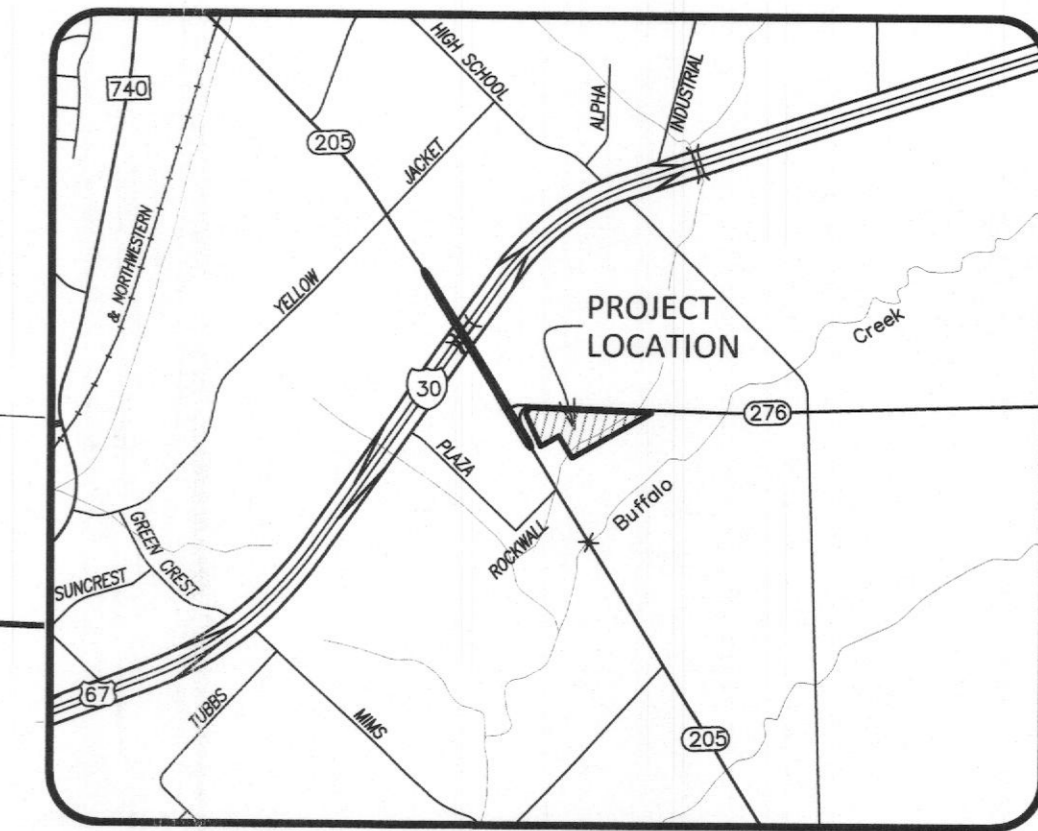 740
205
HIGH SCHOOL
ALPHA
INDUSTRIAL
JACKET
& NORTHWESTERN
YELLOW
PROJECT
LOCATION
Creek
30
276
PLAZA
Buffalo
ROCKWALL
GREEN CREST
SUNCREST
67
TUBBS
MIMS
205